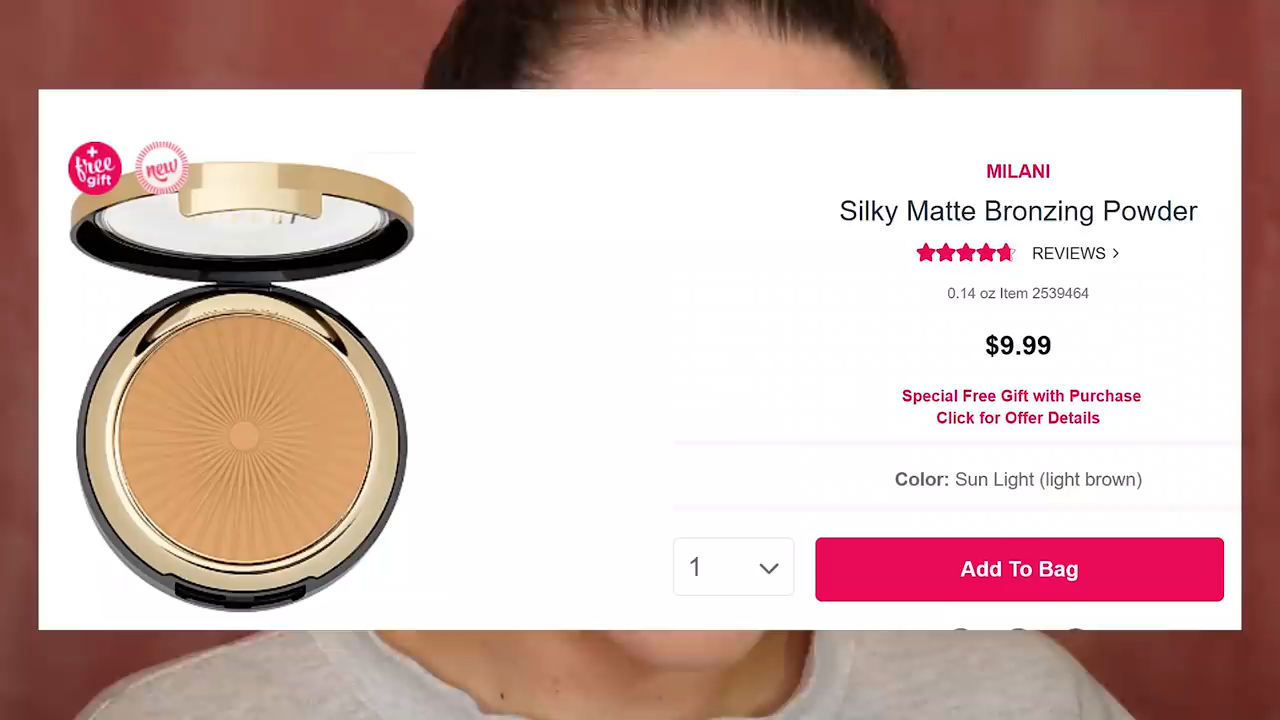 +
free
gift
new
MILANI
Silky Matte Bronzing Powder
REVIEWS >
0.14 oz Item 2539464
$9.99
Special Free Gift with Purchase
Click for Offer Details
Color: Sun Light (light brown)
1
Add To Bag